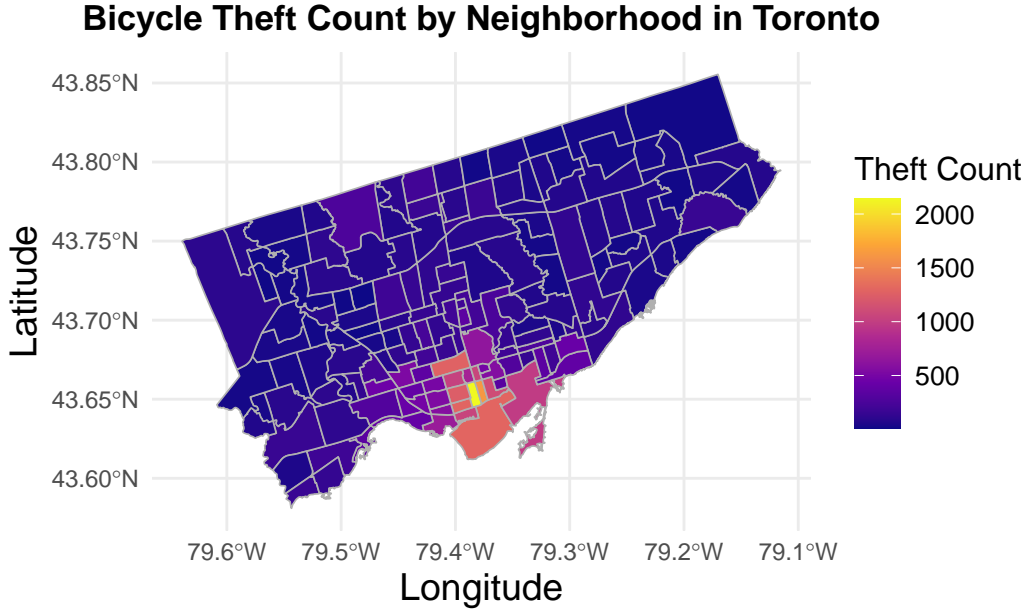 Bicycle Theft Count by Neighborhood in Toronto
43.85°N
43.80°N
43.75°N
43.70°N
43.65°N
43.60°N
Latitude
79.6°W 79.5°W 79.4°W 79.3°W 79.2°W 79.1°W
Longitude
Theft Count
2000
1500
1000
500